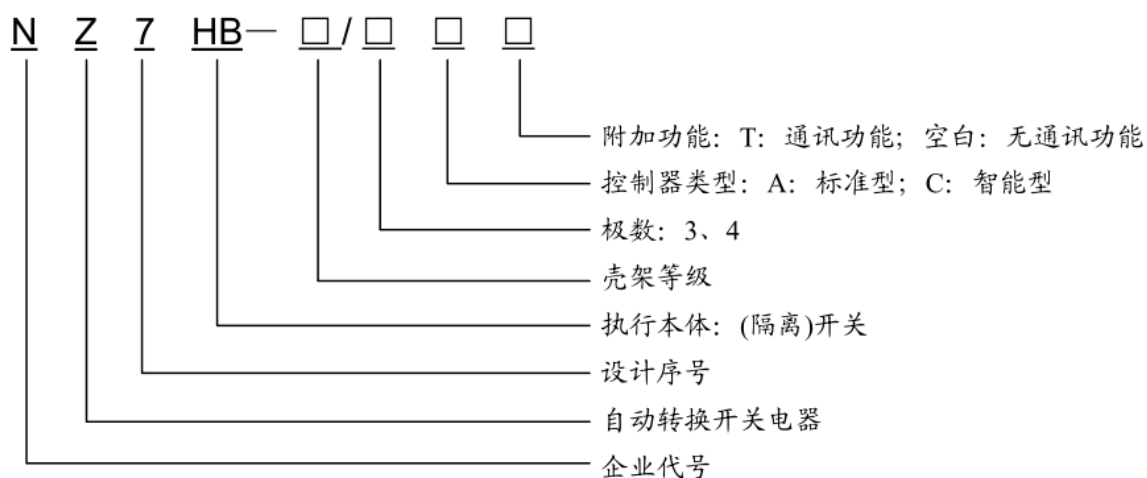 N Z 7 HB— □/□ □ □
附加功能：T：通讯功能；空白：无通讯功能
控制器类型：A：标准型；C：智能型
极数：3、4
壳架等级
执行本体：(隔离)开关
设计序号
自动转换开关电器
企业代号